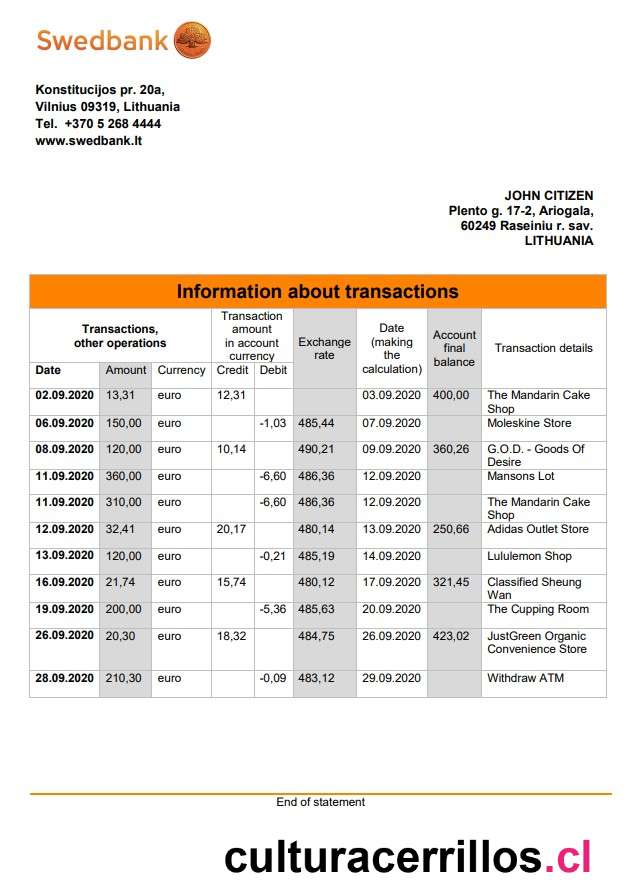 Swedbank
Konstitucijos pr. 20a,
Vilnius 09319, Lithuania
Tel. +370 5 268 4444
www.swedbank.lt
JOHN CITIZEN
Plento g. 17-2, Ariogala,
60249 Raseiniu r. sav.
LITHUANIA
Information about transactions
Transactions, other operations | Transaction amount in account currency | Exchange rate | Date (making the calculation) | Account final balance | Transaction details
Date | Amount | Currency | Credit | Debit
02.09.2020 13,31 euro 12,31 03.09.2020 400,00 The Mandarin Cake
Shop
06.09.2020 150,00 euro -1,03 485,44 07.09.2020 Moleskine Store
08.09.2020 120,00 euro 10,14 490,21 09.09.2020 360,26 G.O.D. - Goods Of
Desire
11.09.2020 360,00 euro -6,60 486,36 12.09.2020 Mansons Lot
11.09.2020 310,00 euro -6,60 486,36 12.09.2020 The Mandarin Cake
Shop
12.09.2020 32,41 euro 20,17 480,14 13.09.2020 250,66 Adidas Outlet Store
13.09.2020 120,00 euro -0,21 485,19 14.09.2020 Lululemon Shop
16.09.2020 21,74 euro 15,74 480,12 17.09.2020 321,45 Classified Sheung
Wan
19.09.2020 200,00 euro -5,36 485,63 20.09.2020 The Cupping Room
26.09.2020 20,30 euro 18,32 484,75 26.09.2020 423,02 JustGreen Organic
Convenience Store
28.09.2020 210,30 euro -0,09 483,12 29.09.2020 Withdraw ATM
End of statement
culturacerrillos.cl